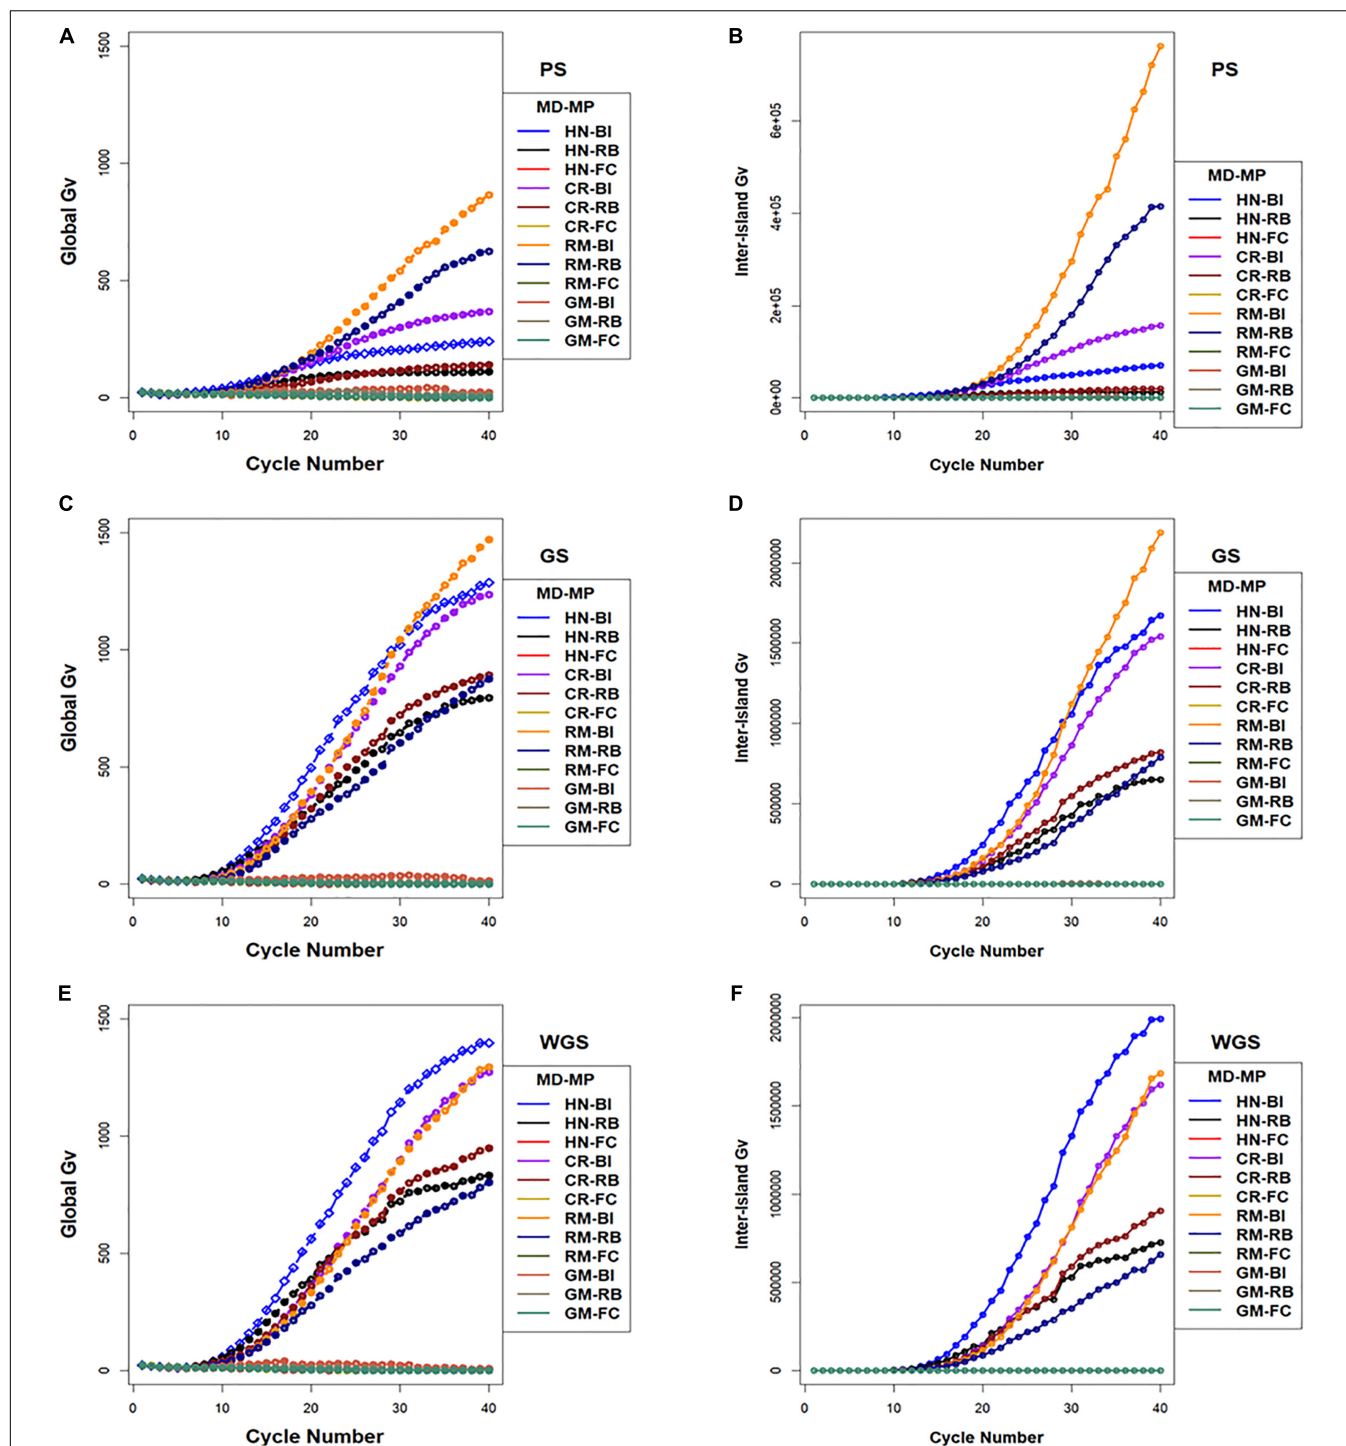 A
PS
Global Gv
1500
1000
500
0
0 10 20 30 40
Cycle Number
MD-MP
HN-BI
HN-RB
HN-FC
CR-BI
CR-RB
CR-FC
RM-BI
RM-RB
RM-FC
GM-BI
GM-RB
GM-FC
B
PS
Inter-Island Gv
6e+05
4e+05
2e+05
0e+00
0 10 20 30 40
Cycle Number
MD-MP
HN-BI
HN-RB
HN-FC
CR-BI
CR-RB
CR-FC
RM-BI
RM-RB
RM-FC
GM-BI
GM-RB
GM-FC
C
GS
Global Gv
1500
1000
500
0
0 10 20 30 40
Cycle Number
MD-MP
HN-BI
HN-RB
HN-FC
CR-BI
CR-RB
CR-FC
RM-BI
RM-RB
RM-FC
GM-BI
GM-RB
GM-FC
D
GS
Inter-Island Gv
2000000
1500000
1000000
500000
0
0 10 20 30 40
Cycle Number
MD-MP
HN-BI
HN-RB
HN-FC
CR-BI
CR-RB
CR-FC
RM-BI
RM-RB
RM-FC
GM-BI
GM-RB
GM-FC
E
WGS
Global Gv
1500
1000
500
0
0 10 20 30 40
Cycle Number
MD-MP
HN-BI
HN-RB
HN-FC
CR-BI
CR-RB
CR-FC
RM-BI
RM-RB
RM-FC
GM-BI
GM-RB
GM-FC
F
WGS
Inter-Island Gv
2000000
1500000
1000000
500000
0
0 10 20 30 40
Cycle Number
MD-MP
HN-BI
HN-RB
HN-FC
CR-BI
CR-RB
CR-FC
RM-BI
RM-RB
RM-FC
GM-BI
GM-RB
GM-FC